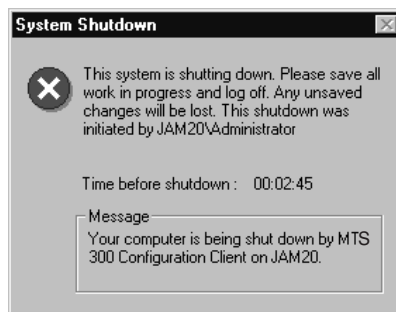 System Shutdown
This system is shutting down. Please save all
work in progress and log off. Any unsaved
changes will be lost. This shutdown was
initiated by JAM20\Administrator
Time before shutdown : 00:02:45
Message
Your computer is being shut down by MTS
300 Configuration Client on JAM20.